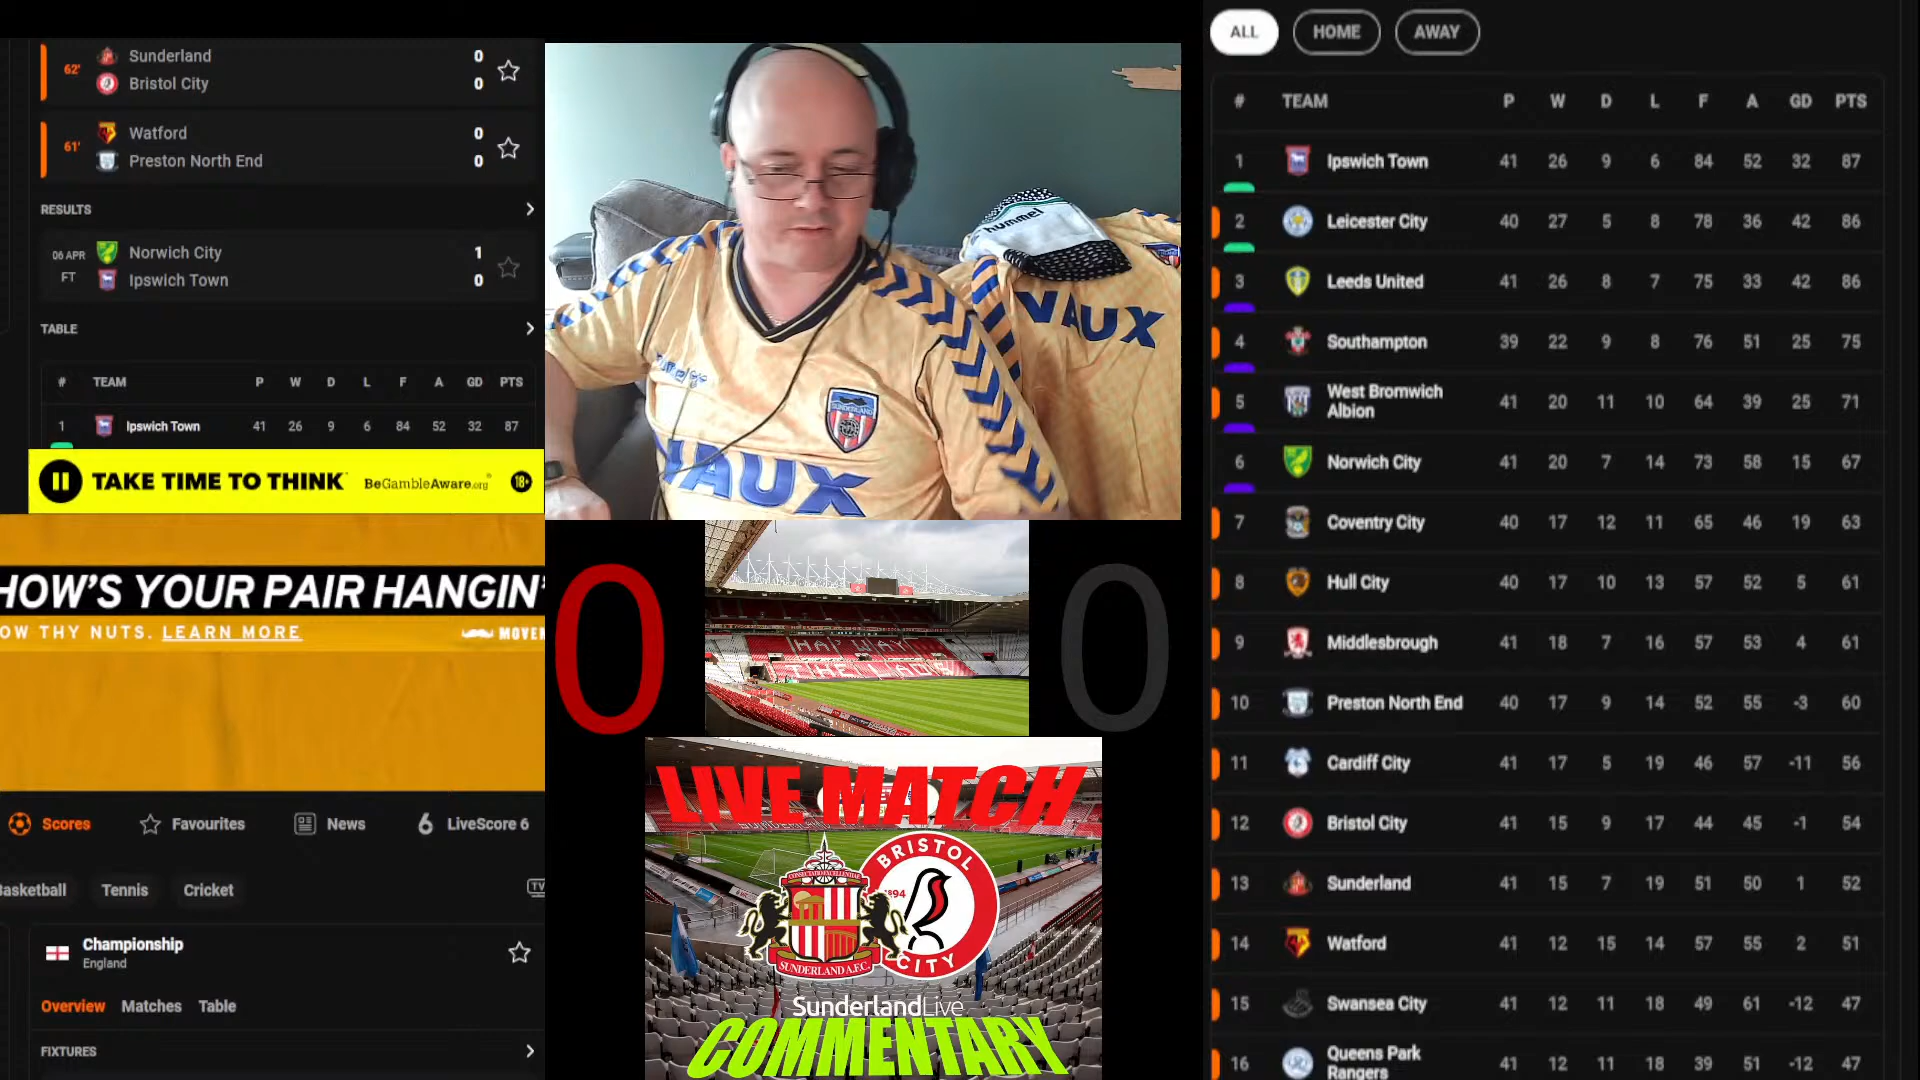 62'
Sunderland
0
Bristol City
0
61'
Watford
0
Preston North End
0
RESULTS
06 APR
FT
Norwich City
1
Ipswich Town
0
TABLE
# TEAM P W D L F A GD PTS
1 Ipswich Town 41 26 9 6 84 52 32 87
TAKE TIME TO THINK BeGambleAware.org® 18+
HOW'S YOUR PAIR HANGIN'
OW THY NUTS. LEARN MORE
MOVEM
Scores Favourites News 6 LiveScore 6
Basketball Tennis Cricket TV
Championship
England
Overview Matches Table
FIXTURES
hummel
VAUX
SUNDERLAND
VAUX
0
0
HA'WAY
THE LADS
LIVE MATCH
CONSECTATIO EXCELLENTIAE
SUNDERLAND A.F.C.
BRISTOL
1894
CITY
SunderlandLive
COMMENTARY
ALL HOME AWAY
# TEAM P W D L F A GD PTS
1 Ipswich Town 41 26 9 6 84 52 32 87
2 Leicester City 40 27 5 8 78 36 42 86
3 Leeds United 41 26 8 7 75 33 42 86
4 Southampton 39 22 9 8 76 51 25 75
5 West Bromwich Albion 41 20 11 10 64 39 25 71
6 Norwich City 41 20 7 14 73 58 15 67
7 Coventry City 40 17 12 11 65 46 19 63
8 Hull City 40 17 10 13 57 52 5 61
9 Middlesbrough 41 18 7 16 57 53 4 61
10 Preston North End 40 17 9 14 52 55 -3 60
11 Cardiff City 41 17 5 19 46 57 -11 56
12 Bristol City 41 15 9 17 44 45 -1 54
13 Sunderland 41 15 7 19 51 50 1 52
14 Watford 41 12 15 14 57 55 2 51
15 Swansea City 41 12 11 18 49 61 -12 47
16 Queens Park Rangers 41 12 11 18 39 51 -12 47